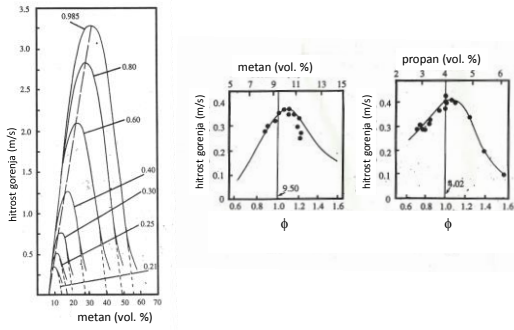 3.5
3.0
2.5
2.0
1.5
1.0
0.5
hitrost gorenja (m/s)
0.985
0.80
0.60
0.40
0.30
0.25
0.21
10 20 30 40 50 60 70
metan (vol. %)
metan (vol. %)
5 7 9 11 13 15
0.4
0.3
0.2
0.1
0
hitrost gorenja (m/s)
9.50
0.6 0.8 1.0 1.2 1.4 1.6
ϕ
propan (vol. %)
2 3 4 5 6
0.4
0.3
0.2
0.1
0
hitrost gorenja (m/s)
4.02
0.6 0.8 1.0 1.2 1.4 1.6
ϕ